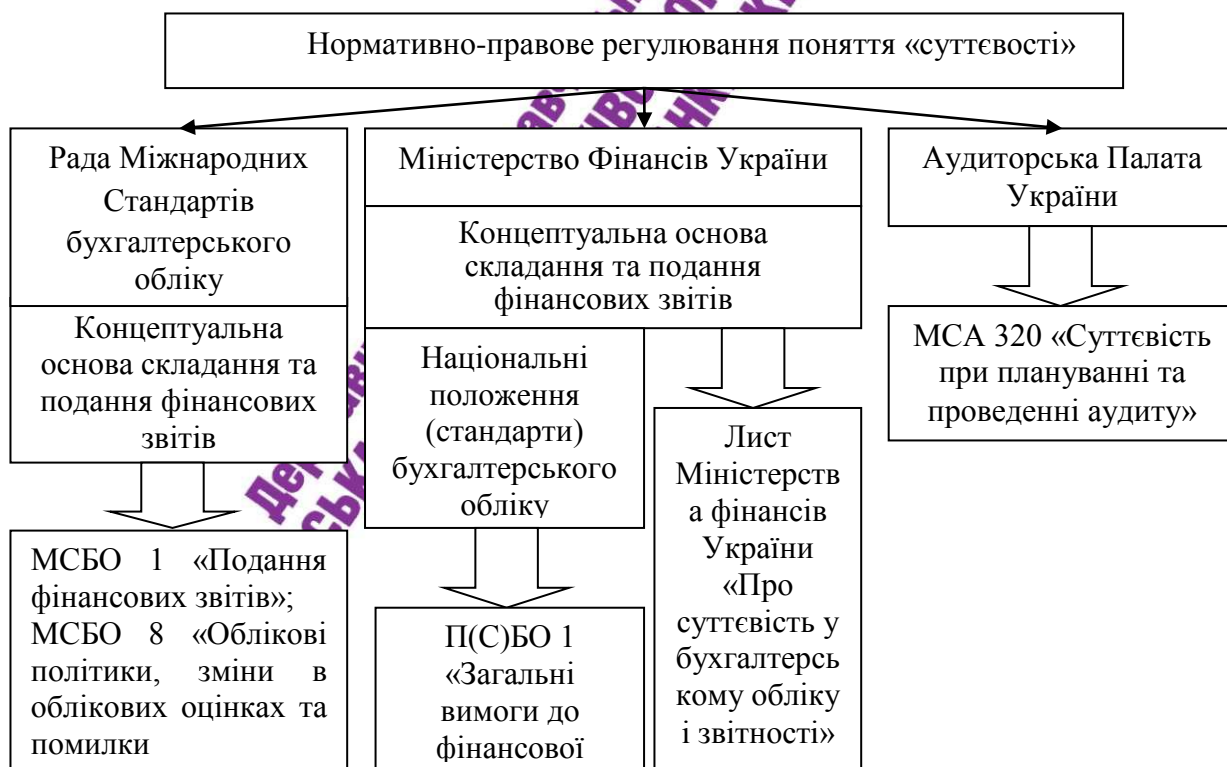 Нормативно-правове регулювання поняття «суттєвості»
Рада Міжнародних
Стандартів
бухгалтерського
обліку
Концептуальна
основа складання та
подання фінансових
звітів
МСБО 1 «Подання
фінансових звітів»;
МСБО 8 «Облікові
політики, зміни в
облікових оцінках та
помилки
Міністерство Фінансів України
Концептуальна основа
складання та подання
фінансових звітів
Національні
положення
(стандарти)
бухгалтерського
обліку
П(С)БО 1
«Загальні
вимоги до
фінансової
Лист
Міністерств
а фінансів
України
«Про
суттєвість у
бухгалтерсь
кому обліку
і звітності»
Аудиторська Палата
України
МСА 320 «Суттєвість
при плануванні та
проведенні аудиту»